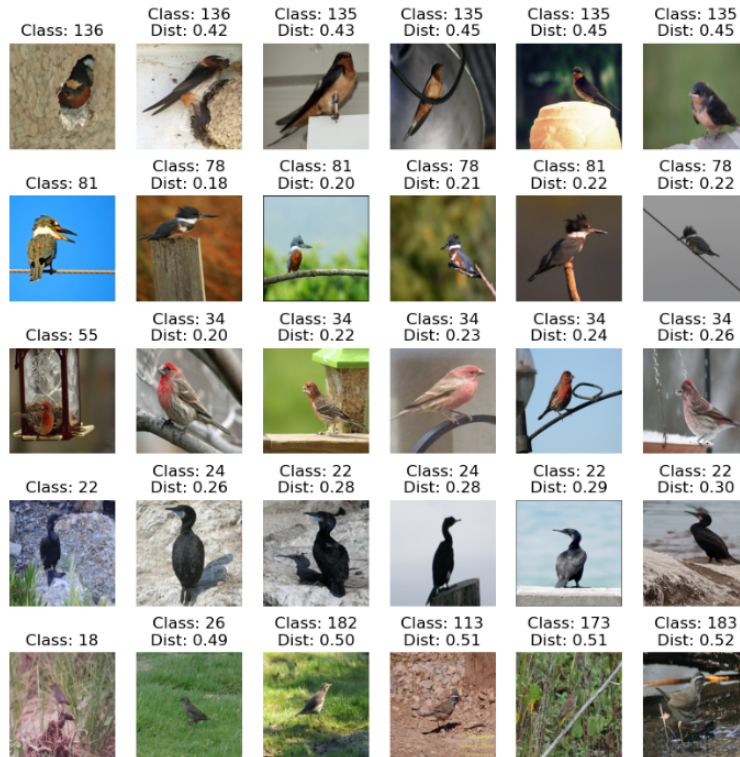 Class: 136
Class: 136
Dist: 0.42
Class: 135
Dist: 0.43
Class: 135
Dist: 0.45
Class: 135
Dist: 0.45
Class: 135
Dist: 0.45
Class: 81
Class: 78
Dist: 0.18
Class: 81
Dist: 0.20
Class: 78
Dist: 0.21
Class: 81
Dist: 0.22
Class: 78
Dist: 0.22
Class: 55
Class: 34
Dist: 0.20
Class: 34
Dist: 0.22
Class: 34
Dist: 0.23
Class: 34
Dist: 0.24
Class: 34
Dist: 0.26
Class: 22
Class: 24
Dist: 0.26
Class: 22
Dist: 0.28
Class: 24
Dist: 0.28
Class: 22
Dist: 0.29
Class: 22
Dist: 0.30
Class: 18
Class: 26
Dist: 0.49
Class: 182
Dist: 0.50
Class: 113
Dist: 0.51
Class: 173
Dist: 0.51
Class: 183
Dist: 0.52